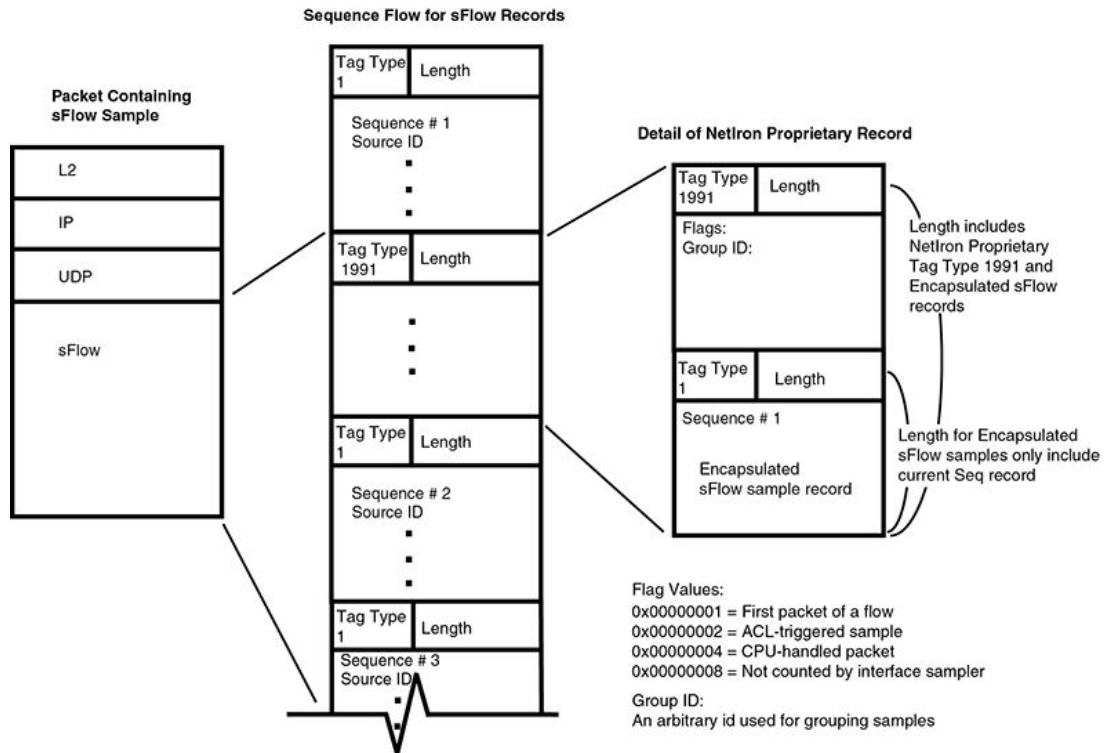 Sequence Flow for sFlow Records
Packet Containing
sFlow Sample
L2
IP
UDP
sFlow
Tag Type
1
Length
Sequence # 1
Source ID
Tag Type
1991
Length
Tag Type
1
Length
Sequence # 2
Source ID
Tag Type
1
Length
Sequence # 3
Source ID
Detail of NetIron Proprietary Record
Tag Type
1991
Length
Flags:
Group ID:
Tag Type
1
Length
Sequence # 1
Encapsulated
sFlow sample record
Length includes
NetIron Proprietary
Tag Type 1991 and
Encapsulated sFlow
records
Length for Encapsulated
sFlow samples only include
current Seq record
Flag Values:
0x00000001 = First packet of a flow
0x00000002 = ACL-triggered sample
0x00000004 = CPU-handled packet
0x00000008 = Not counted by interface sampler
Group ID:
An arbitrary id used for grouping samples